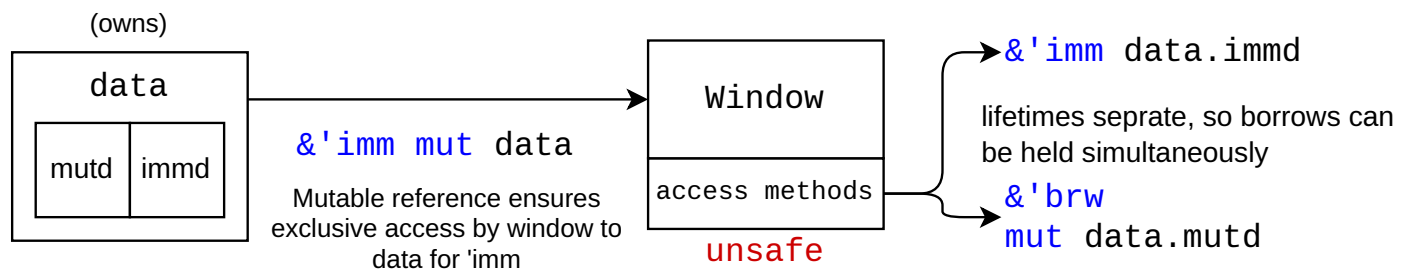 (owns)
data
mutd
immd
&'imm mut data
Mutable reference ensures
exclusive access by window to
data for 'imm
Window
access methods
unsafe
&'imm data.immd
lifetimes seprate, so borrows can
be held simultaneously
&'brw
mut data.mutd